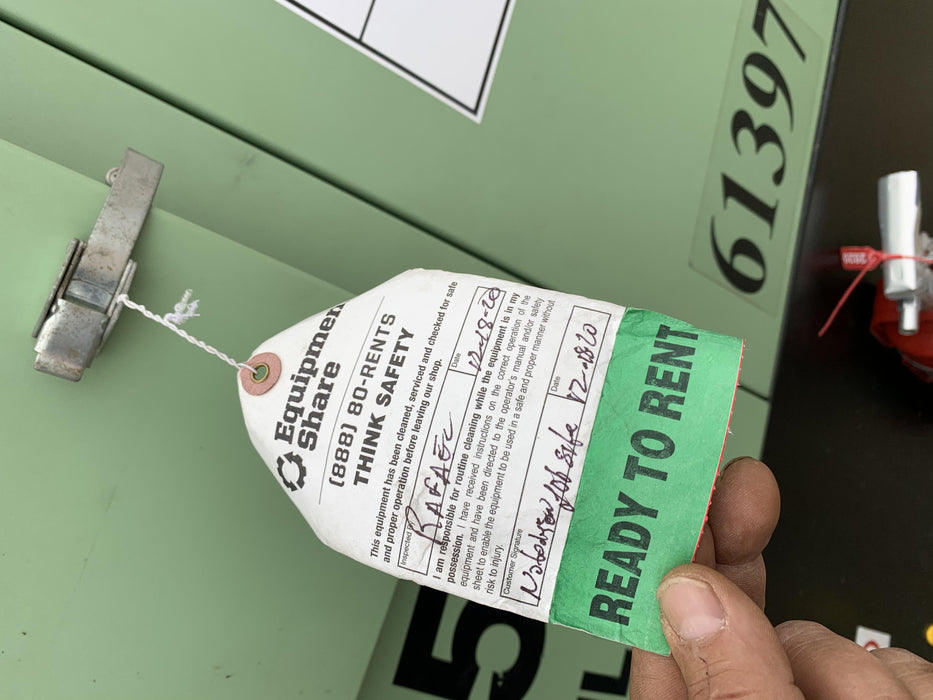 61397
Equipment
Share
(888) 80-RENTS
THINK SAFETY
This equipment has been cleaned, serviced and checked for safe
and proper operation before leaving our shop.
Inspected By
RAFAEL
Date
12-18-20
I am responsible for routine cleaning while the equipment is in my
possession. I have received instructions on the correct operation of the
equipment and have been directed to the operator's manual and/or safety
sheet to enable the equipment to be used in a safe and proper manner without
risk to injury.
Customer Signature
Job site
Date
READY TO RENT
5